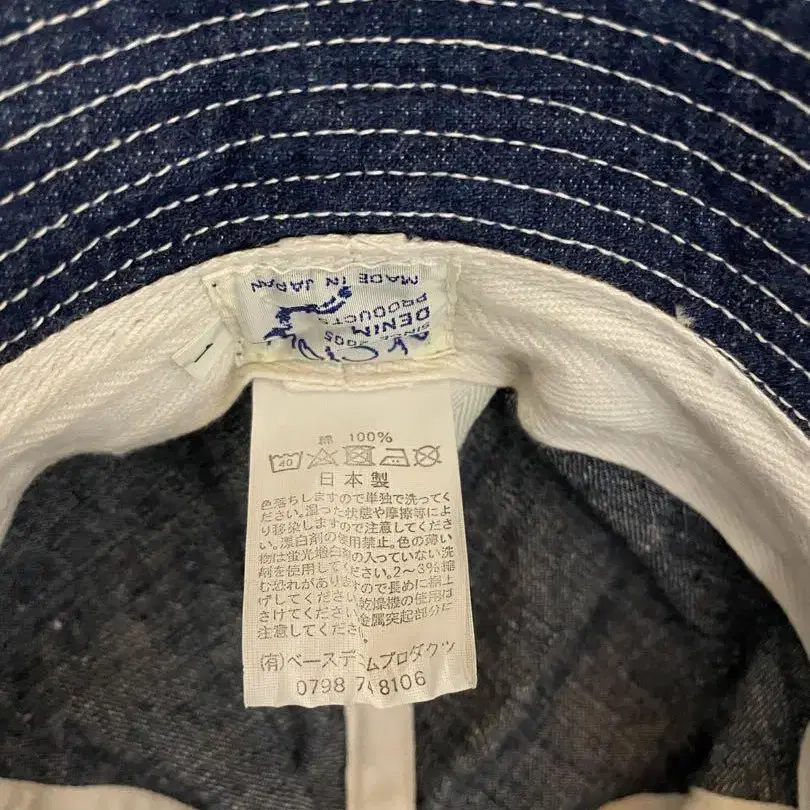 MADE IN JAPAN
PRODUCTS
DENIM
SINCE 2005
1
綿 100%
40
日本製
色落ちしますので単独で洗ってく
ださい。湿った状態や摩擦等によ
り移染しますので注意してくださ
い。漂白剤の使用禁止。色の薄い
物は蛍光増白剤の入っていない洗
剤を使用してください。2～3%縮
む恐れがありますので長めに裾上
げしてください。乾燥機の使用は
さけてください。金属突起部分に
注意してください。
(有)ベースデニムプロダクツ
0798 8106